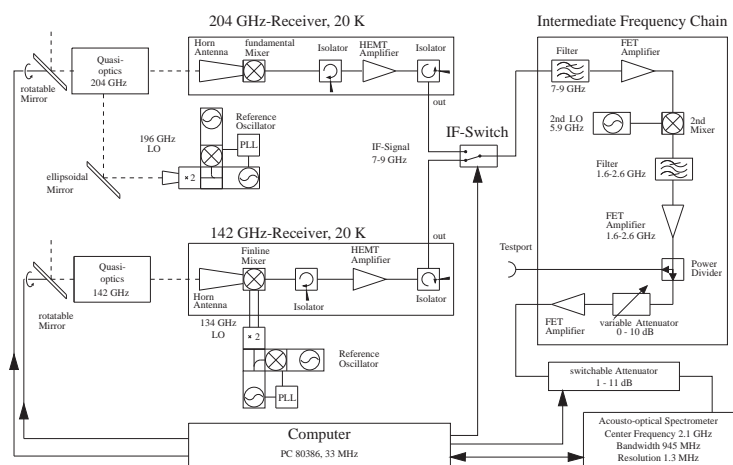 204 GHz-Receiver, 20 K
Intermediate Frequency Chain
Quasi-
optics
204 GHz
rotatable
Mirror
Horn
Antenna
fundamental
Mixer
Isolator
HEMT
Amplifier
Isolator
out
Filter
7-9 GHz
FET
Amplifier
2nd LO
5.9 GHz
2nd
Mixer
Filter
1.6-2.6 GHz
FET
Amplifier
1.6-2.6 GHz
Testport
Power
Divider
FET
Amplifier
variable Attenuator
0 - 10 dB
IF-Switch
IF-Signal
7-9 GHz
196 GHz
LO
Reference
Oscillator
PLL
× 2
ellipsoidal
Mirror
142 GHz-Receiver, 20 K
Quasi-
optics
142 GHz
rotatable
Mirror
Horn
Antenna
Finline
Mixer
Isolator
HEMT
Amplifier
Isolator
out
134 GHz
LO
× 2
Reference
Oscillator
PLL
switchable Attenuator
1 - 11 dB
Computer
PC 80386, 33 MHz
Acousto-optical Spectrometer
Center Frequency 2.1 GHz
Bandwidth 945 MHz
Resolution 1.3 MHz